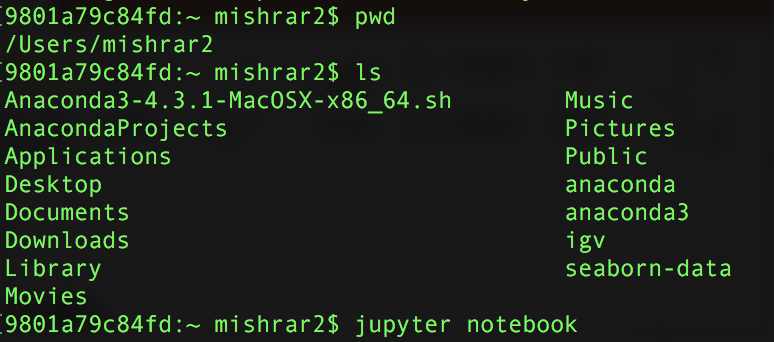 [9801a79c84fd:~ mishrar2$ pwd
/Users/mishrar2
[9801a79c84fd:~ mishrar2$ ls
Anaconda3-4.3.1-MacOSX-x86_64.sh Music
AnacondaProjects Pictures
Applications Public
Desktop anaconda
Documents anaconda3
Downloads igv
Library seaborn-data
Movies
[9801a79c84fd:~ mishrar2$ jupyter notebook